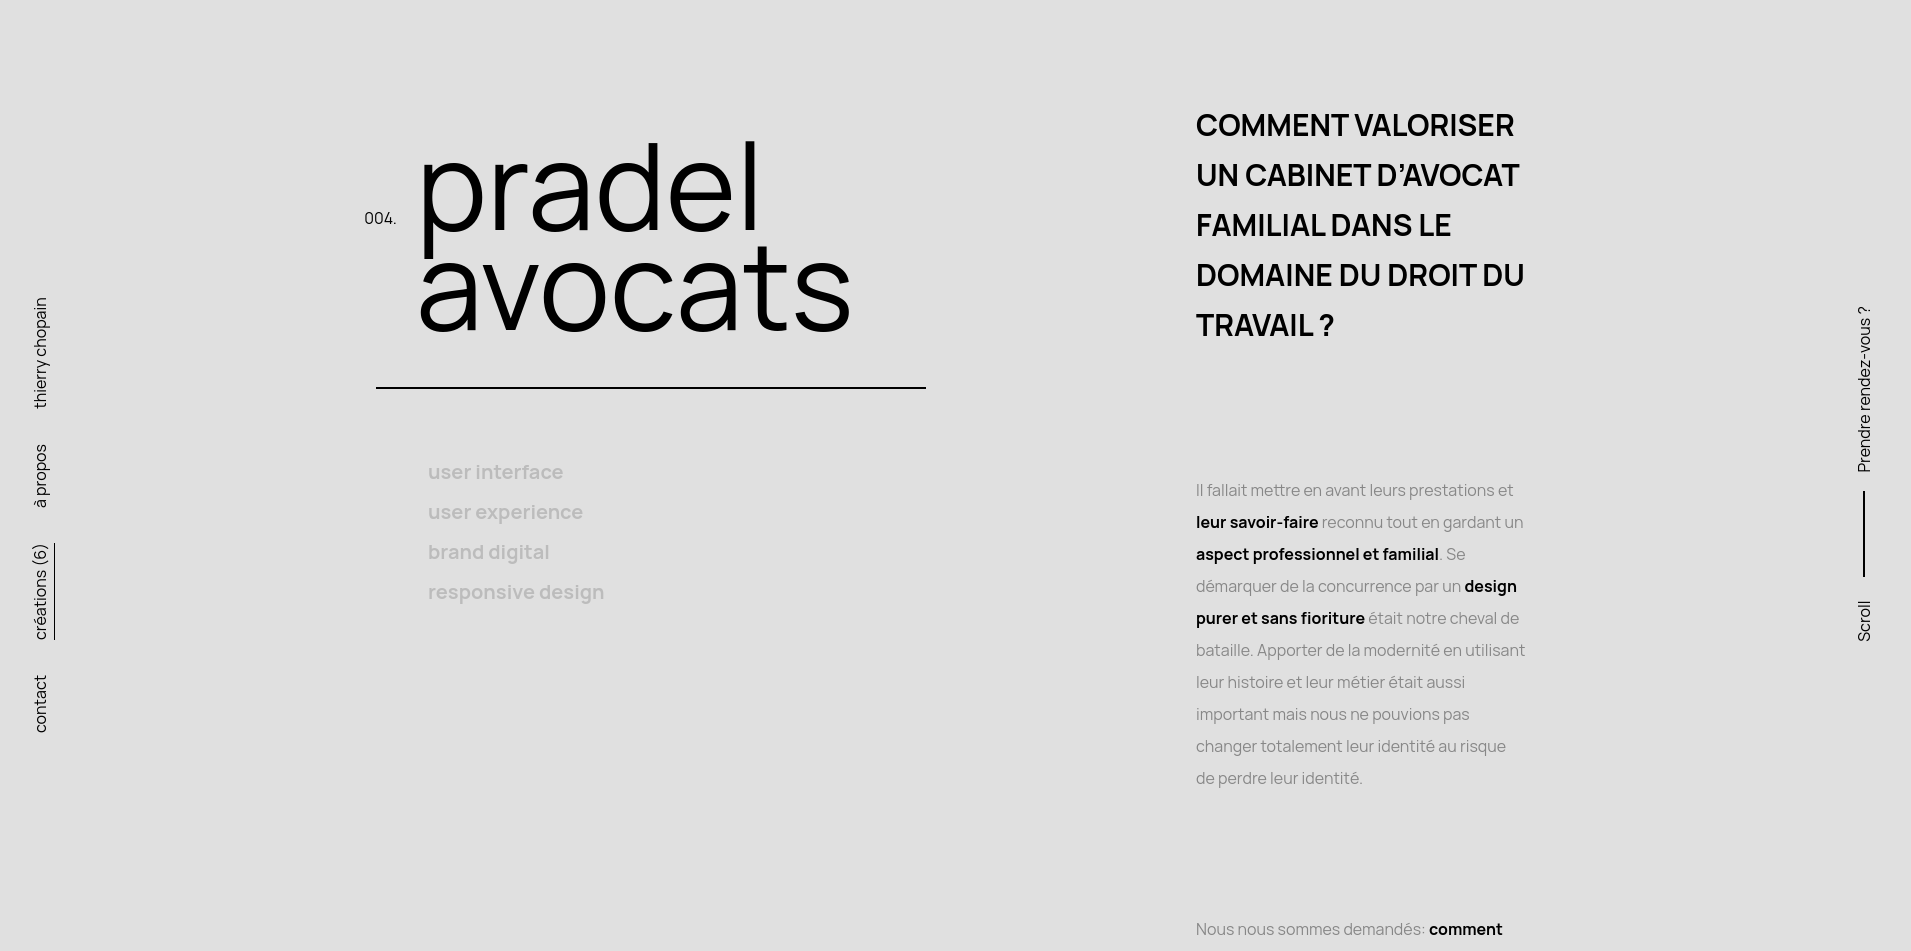 thierry chopain
à propos
créations (6)
contact
004.
pradel
avocats
user interface
user experience
brand digital
responsive design
COMMENT VALORISER
UN CABINET D’AVOCAT
FAMILIAL DANS LE
DOMAINE DU DROIT DU
TRAVAIL ?
Il fallait mettre en avant leurs prestations et
leur savoir-faire reconnu tout en gardant un
aspect professionnel et familial. Se
démarquer de la concurrence par un design
purer et sans fioriture était notre cheval de
bataille. Apporter de la modernité en utilisant
leur histoire et leur métier était aussi
important mais nous ne pouvions pas
changer totalement leur identité au risque
de perdre leur identité.
Nous nous sommes demandés: comment
Prendre rendez-vous ?
Scroll